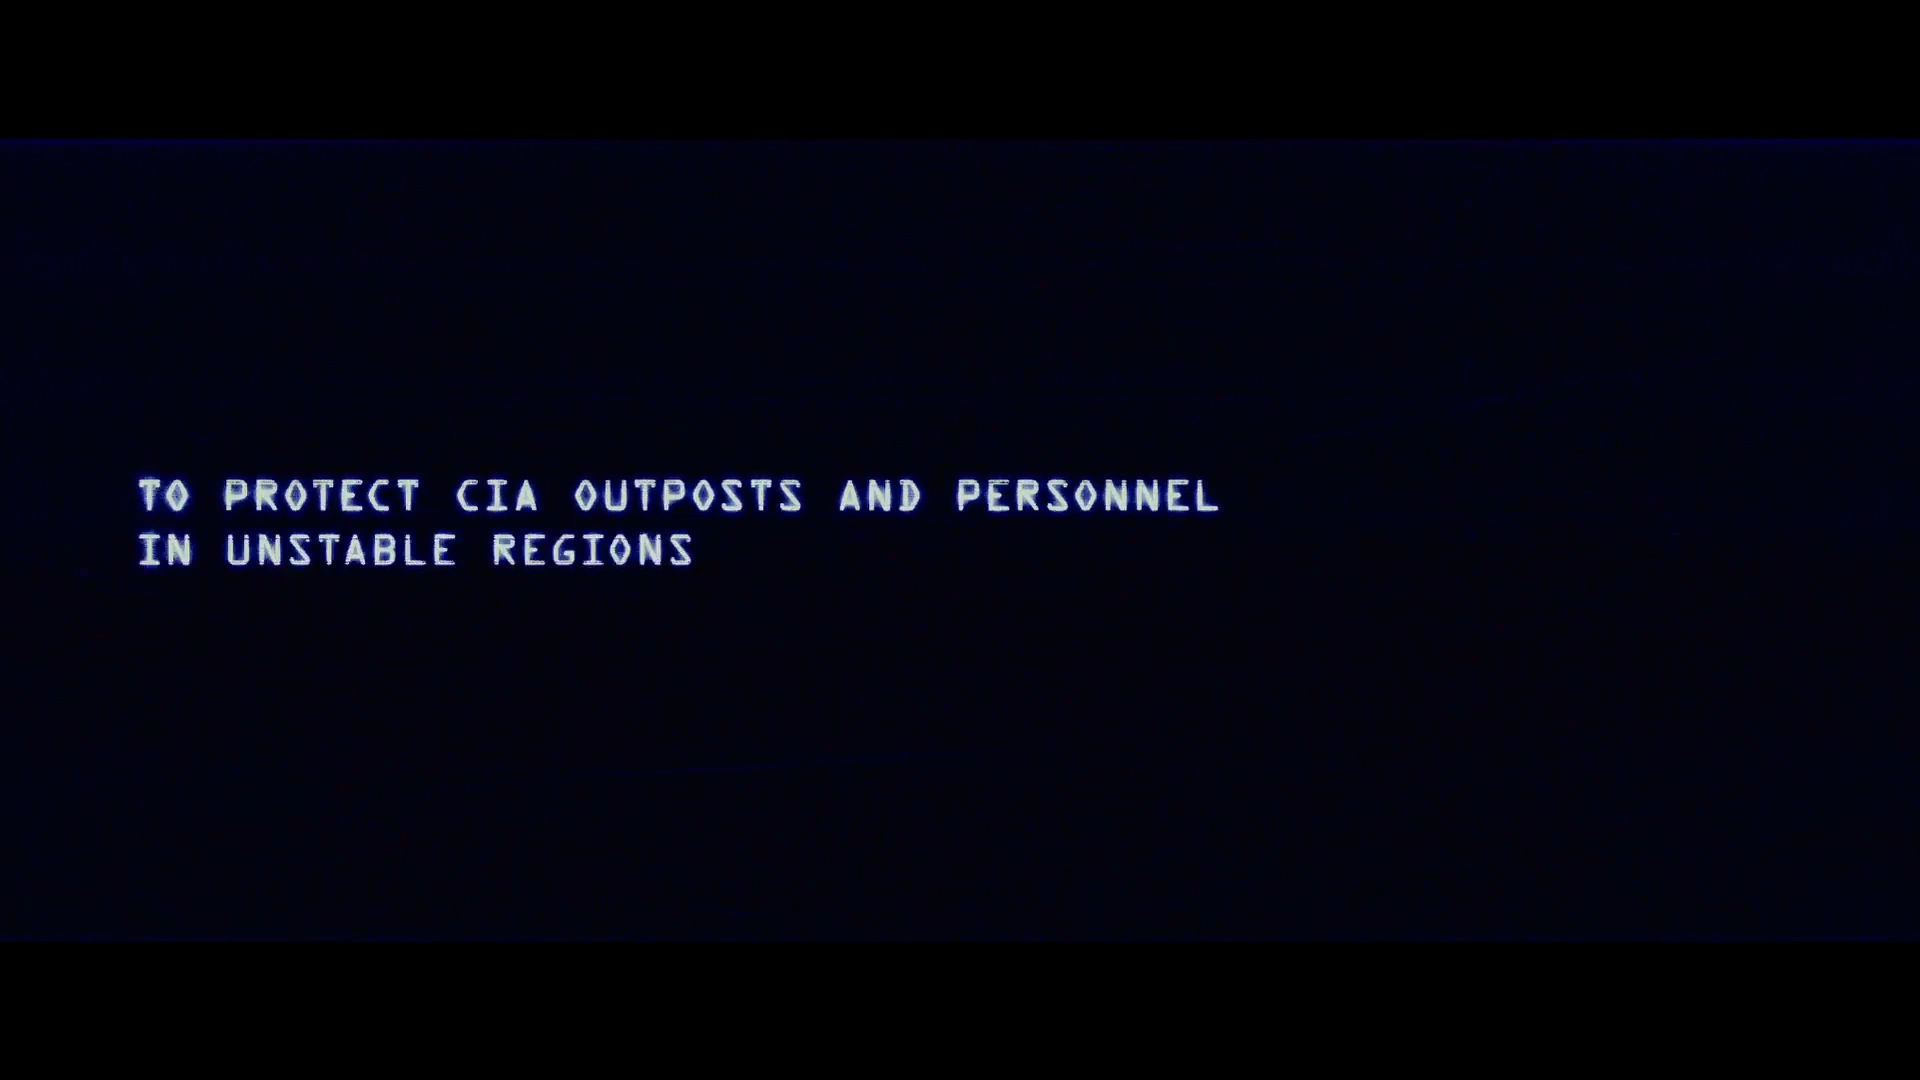 TO PROTECT CIA OUTPOSTS AND PERSONNEL
IN UNSTABLE REGIONS